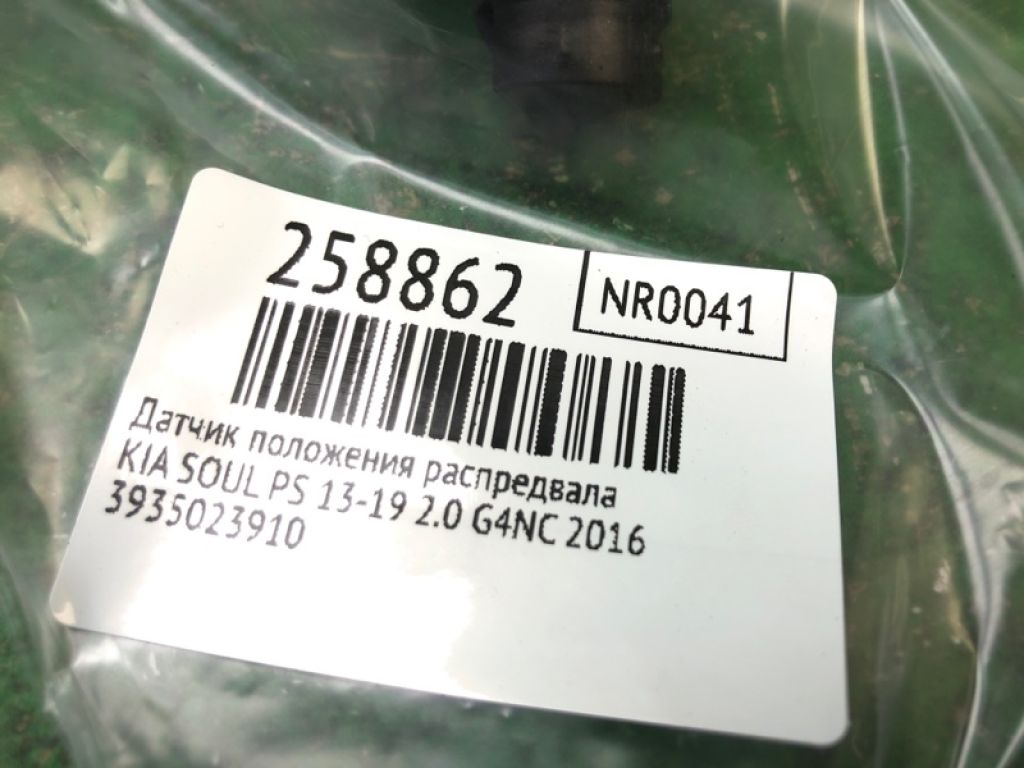 258862
NR0041
Датчик положения распредвала
KIA SOUL PS 13-19 2.0 G4NC 2016
3935023910